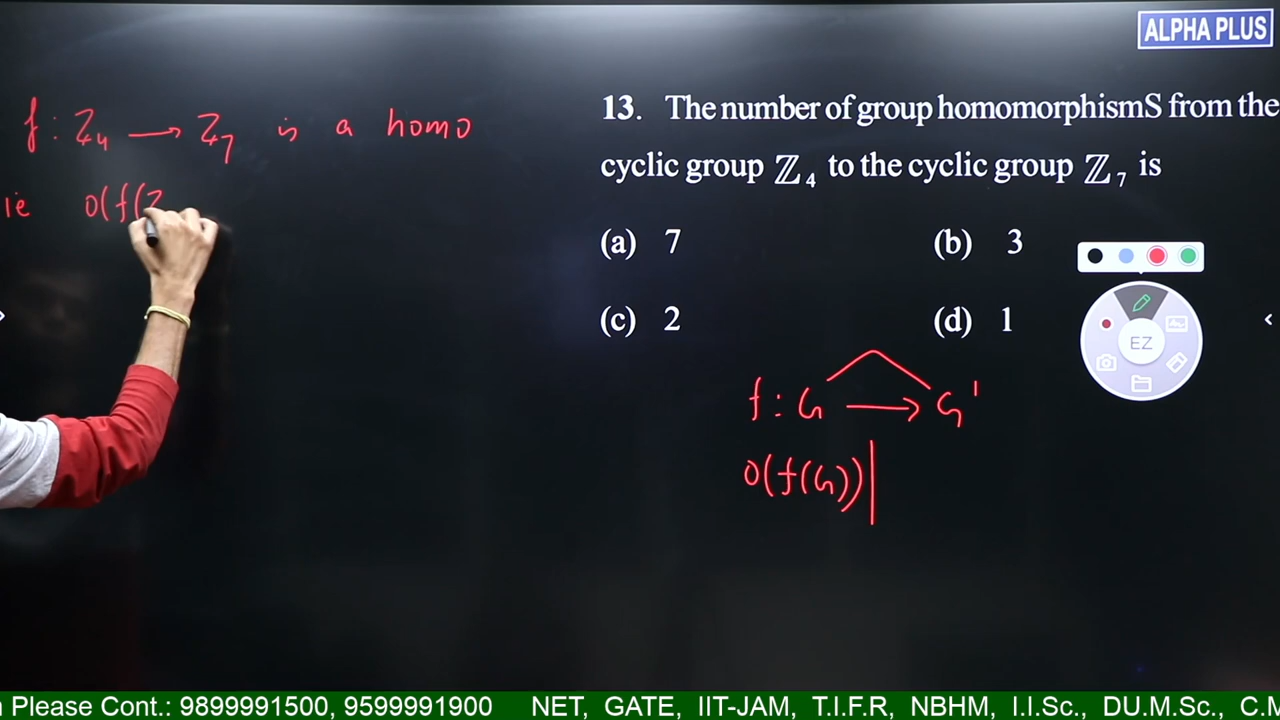 ALPHA PLUS
f : Z₄ ⟶ Z₇ is a homo
ie o(f(Z
13. The number of group homomorphismS from the
cyclic group ℤ₄ to the cyclic group ℤ₇ is
(a) 7 (b) 3
(c) 2 (d) 1
EZ
f : G ⟶ G'
o(f(G)) |
n Please Cont.: 9899991500, 9599991900 NET, GATE, IIT-JAM, T.I.F.R, NBHM, I.I.Sc., DU.M.Sc., C.M